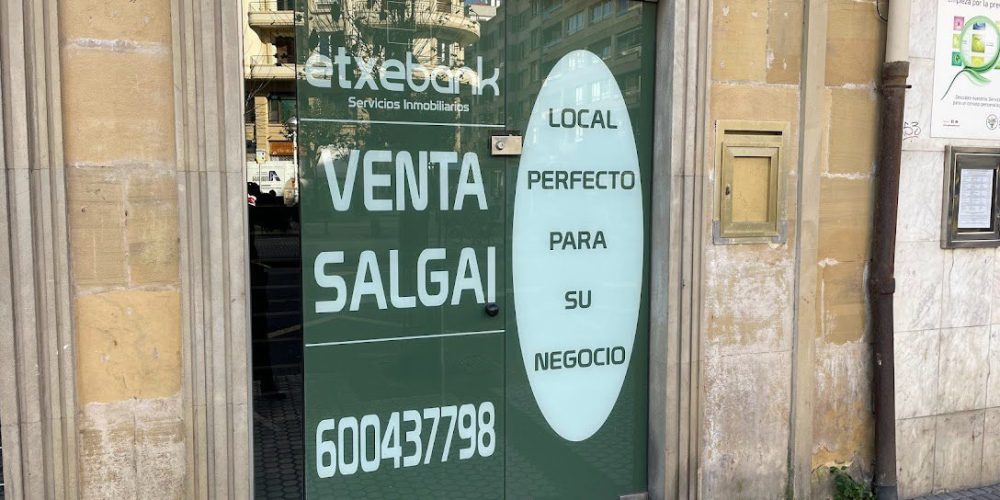 etxebank
Servicios Inmobiliarios
VENTA
SALGAI
600437798
LOCAL
PERFECTO
PARA
SU
NEGOCIO